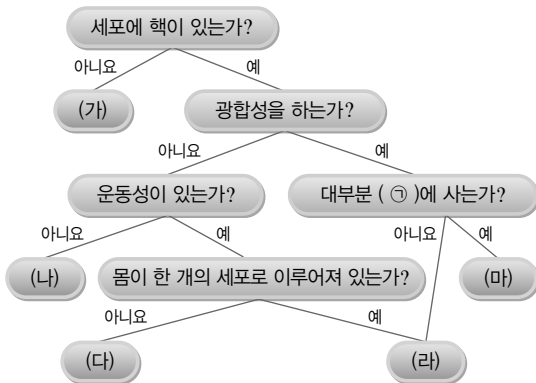 세포에 핵이 있는가?
아니요
예
(가)
광합성을 하는가?
아니요
예
운동성이 있는가?
대부분 ( ㉠ )에 사는가?
아니요
예
아니요
예
(나)
몸이 한 개의 세포로 이루어져 있는가?
(마)
아니요
예
(다)
(라)